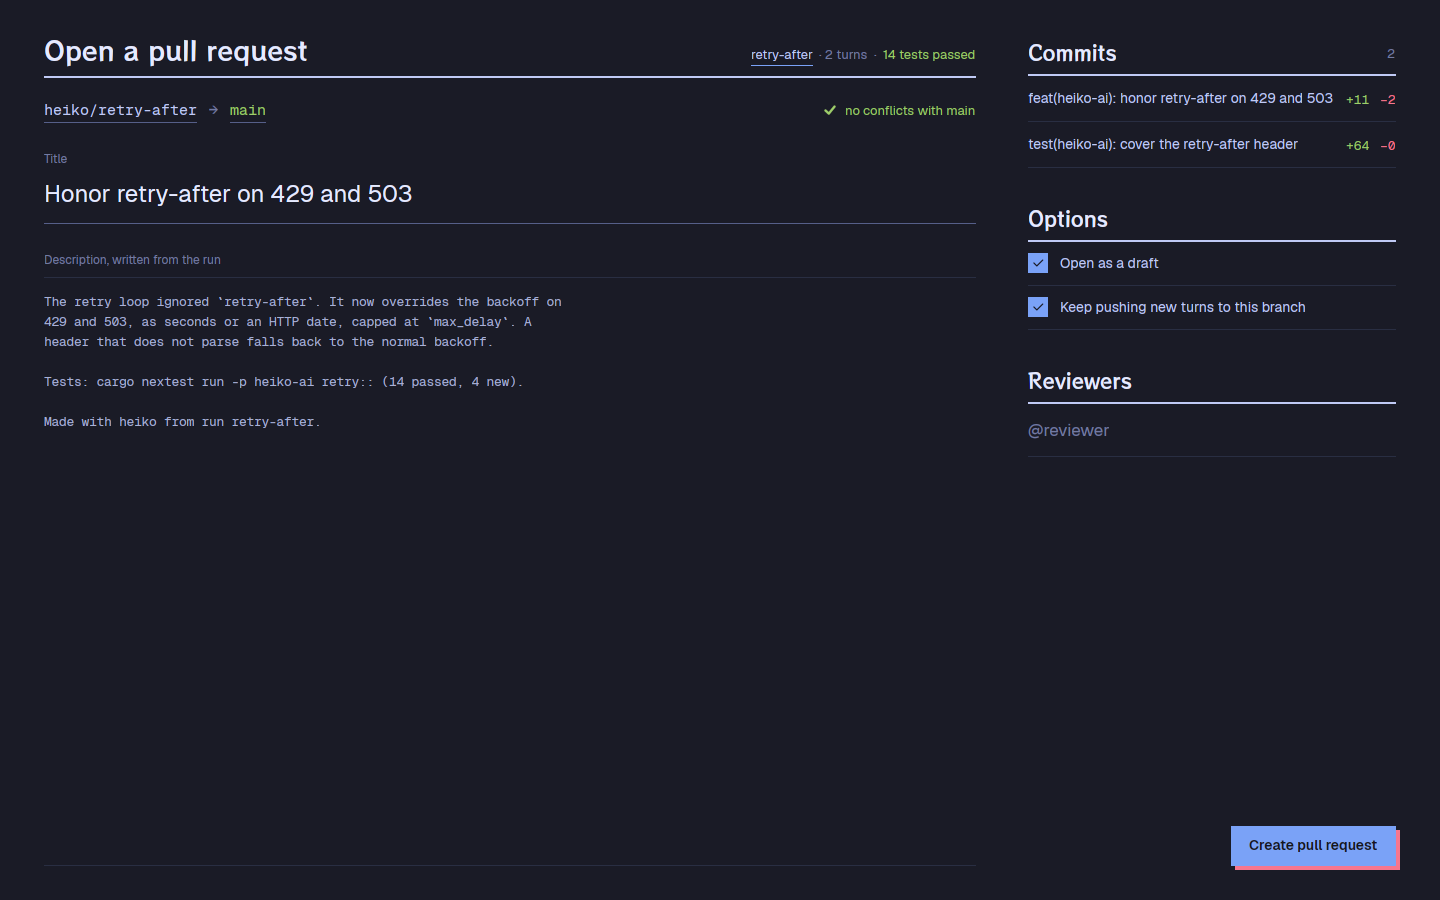 Open a pull request
retry-after · 2 turns · 14 tests passed
heiko/retry-after → main
✓ no conflicts with main
Title
Honor retry-after on 429 and 503
Description, written from the run
The retry loop ignored `retry-after`. It now overrides the backoff on
429 and 503, as seconds or an HTTP date, capped at `max_delay`. A
header that does not parse falls back to the normal backoff.
Tests: cargo nextest run -p heiko-ai retry:: (14 passed, 4 new).
Made with heiko from run retry-after.
Commits 2
feat(heiko-ai): honor retry-after on 429 and 503 +11 −2
test(heiko-ai): cover the retry-after header +64 −0
Options
Open as a draft
Keep pushing new turns to this branch
Reviewers
@reviewer
Create pull request